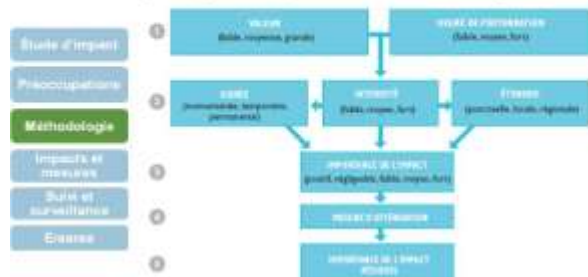 Étude d'impact
Préoccupations
Méthodologie
Impacts et
mesures
Suivi et
surveillance
1
VALEUR
(faible, moyenne, grande)
DEGRÉ DE PERTURBATION
(faible, moyen, fort)
2
DURÉE
(momentanée, temporaire,
permanente)
INTENSITÉ
(faible, moyen, fort)
ÉTENDUE
(ponctuelle, locale, régionale)
3
IMPORTANCE DE L'IMPACT
(positif, négligeable, faible, moyen, fort)
4
MESURES D'ATTÉNUATION
5
IMPORTANCE DE L'IMPACT
RÉSIDUEL